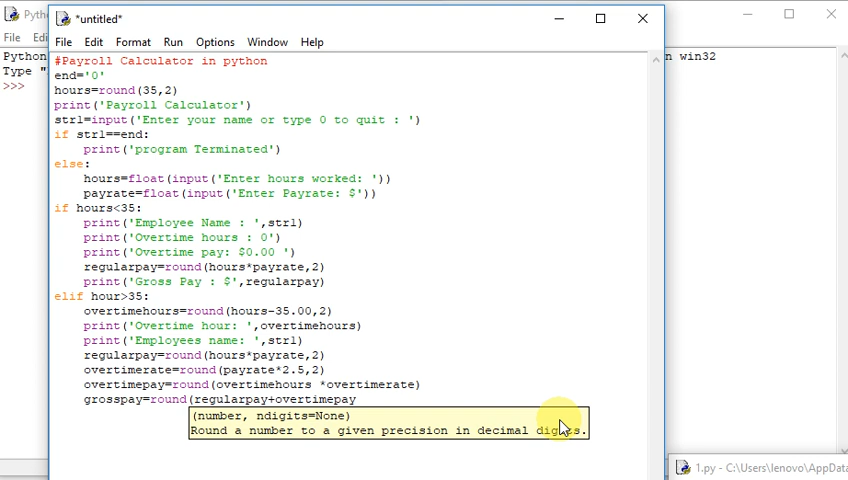 Pyth
*untitled*
File Edi
File Edit Format Run Options Window Help
Python
n win32
Type "
>>>
#Payroll Calculator in python
end='0'
hours=round(35,2)
print('Payroll Calculator')
str1=input('Enter your name or type 0 to quit : ')
if str1==end:
    print('program Terminated')
else:
    hours=float(input('Enter hours worked: '))
    payrate=float(input('Enter Payrate: $'))
if hours<35:
    print('Employee Name : ',str1)
    print('Overtime hours : 0')
    print('Overtime pay: $0.00 ')
    regularpay=round(hours*payrate,2)
    print('Gross Pay : $',regularpay)
elif hour>35:
    overtimehours=round(hours-35.00,2)
    print('Overtime hour: ',overtimehours)
    print('Employees name: ',str1)
    regularpay=round(hours*payrate,2)
    overtimerate=round(payrate*2.5,2)
    overtimepay=round(overtimehours *overtimerate)
    grosspay=round(regularpay+overtimepay
(number, ndigits=None)
Round a number to a given precision in decimal digits.
1.py - C:\Users\lenovo\AppData